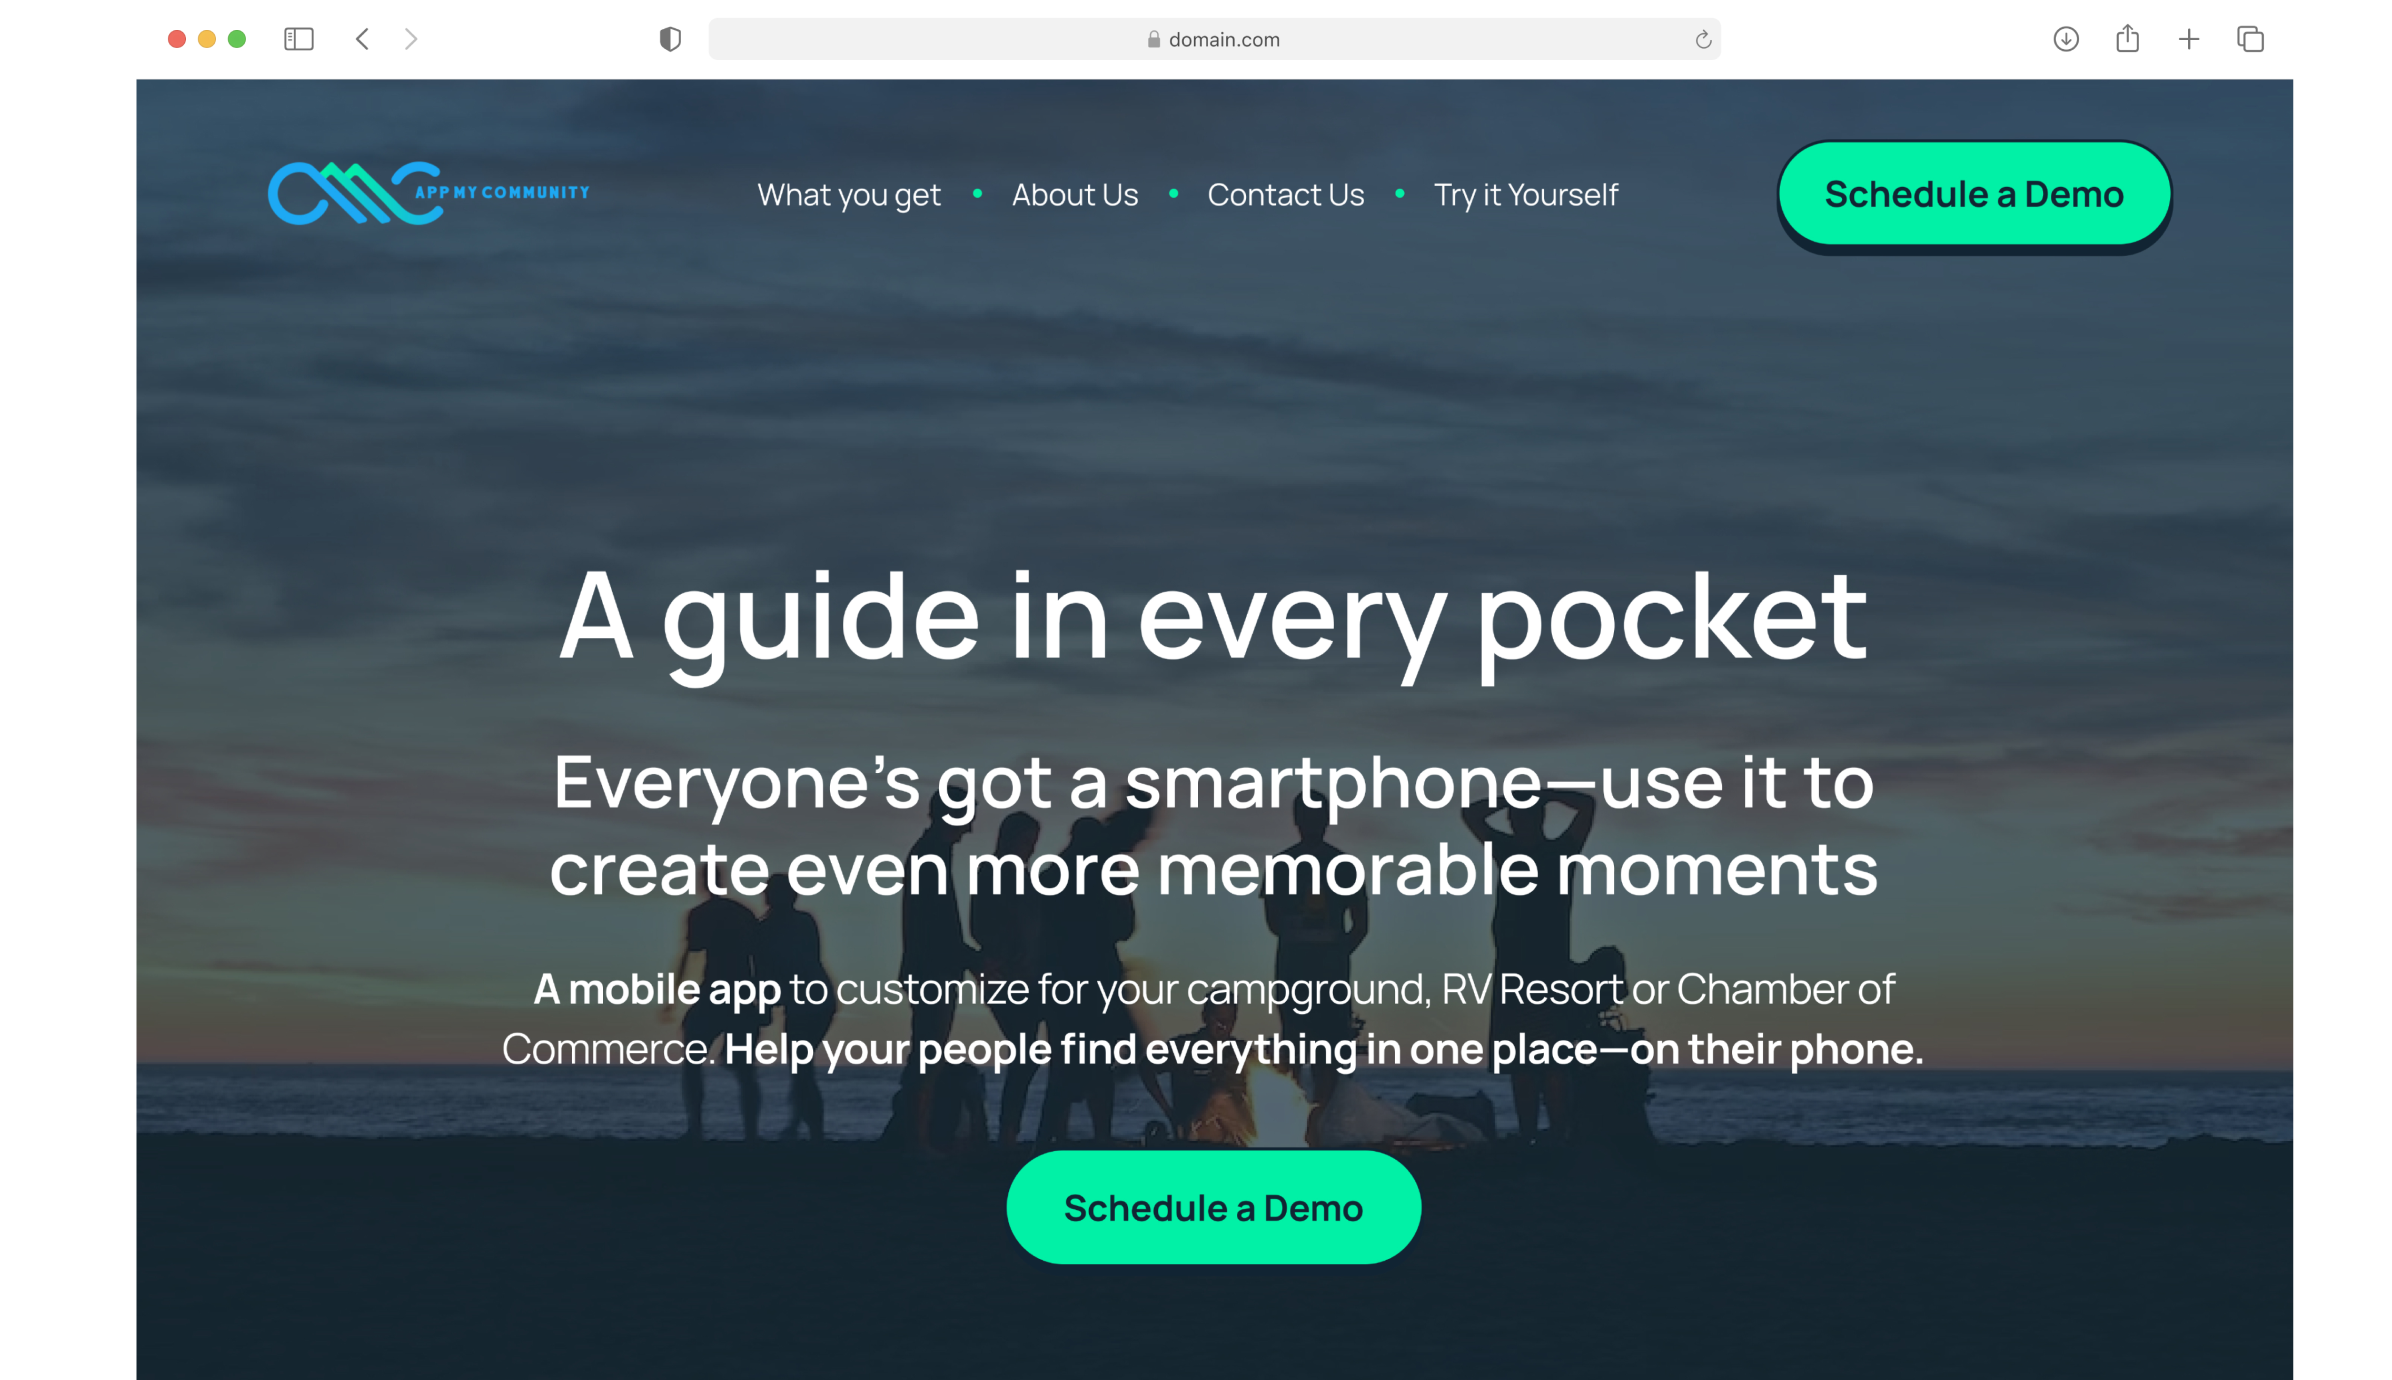 domain.com
APP MY COMMUNITY
What you get • About Us • Contact Us • Try it Yourself
Schedule a Demo
A guide in every pocket
Everyone’s got a smartphone—use it to
create even more memorable moments
A mobile app to customize for your campground, RV Resort or Chamber of
Commerce. Help your people find everything in one place—on their phone.
Schedule a Demo